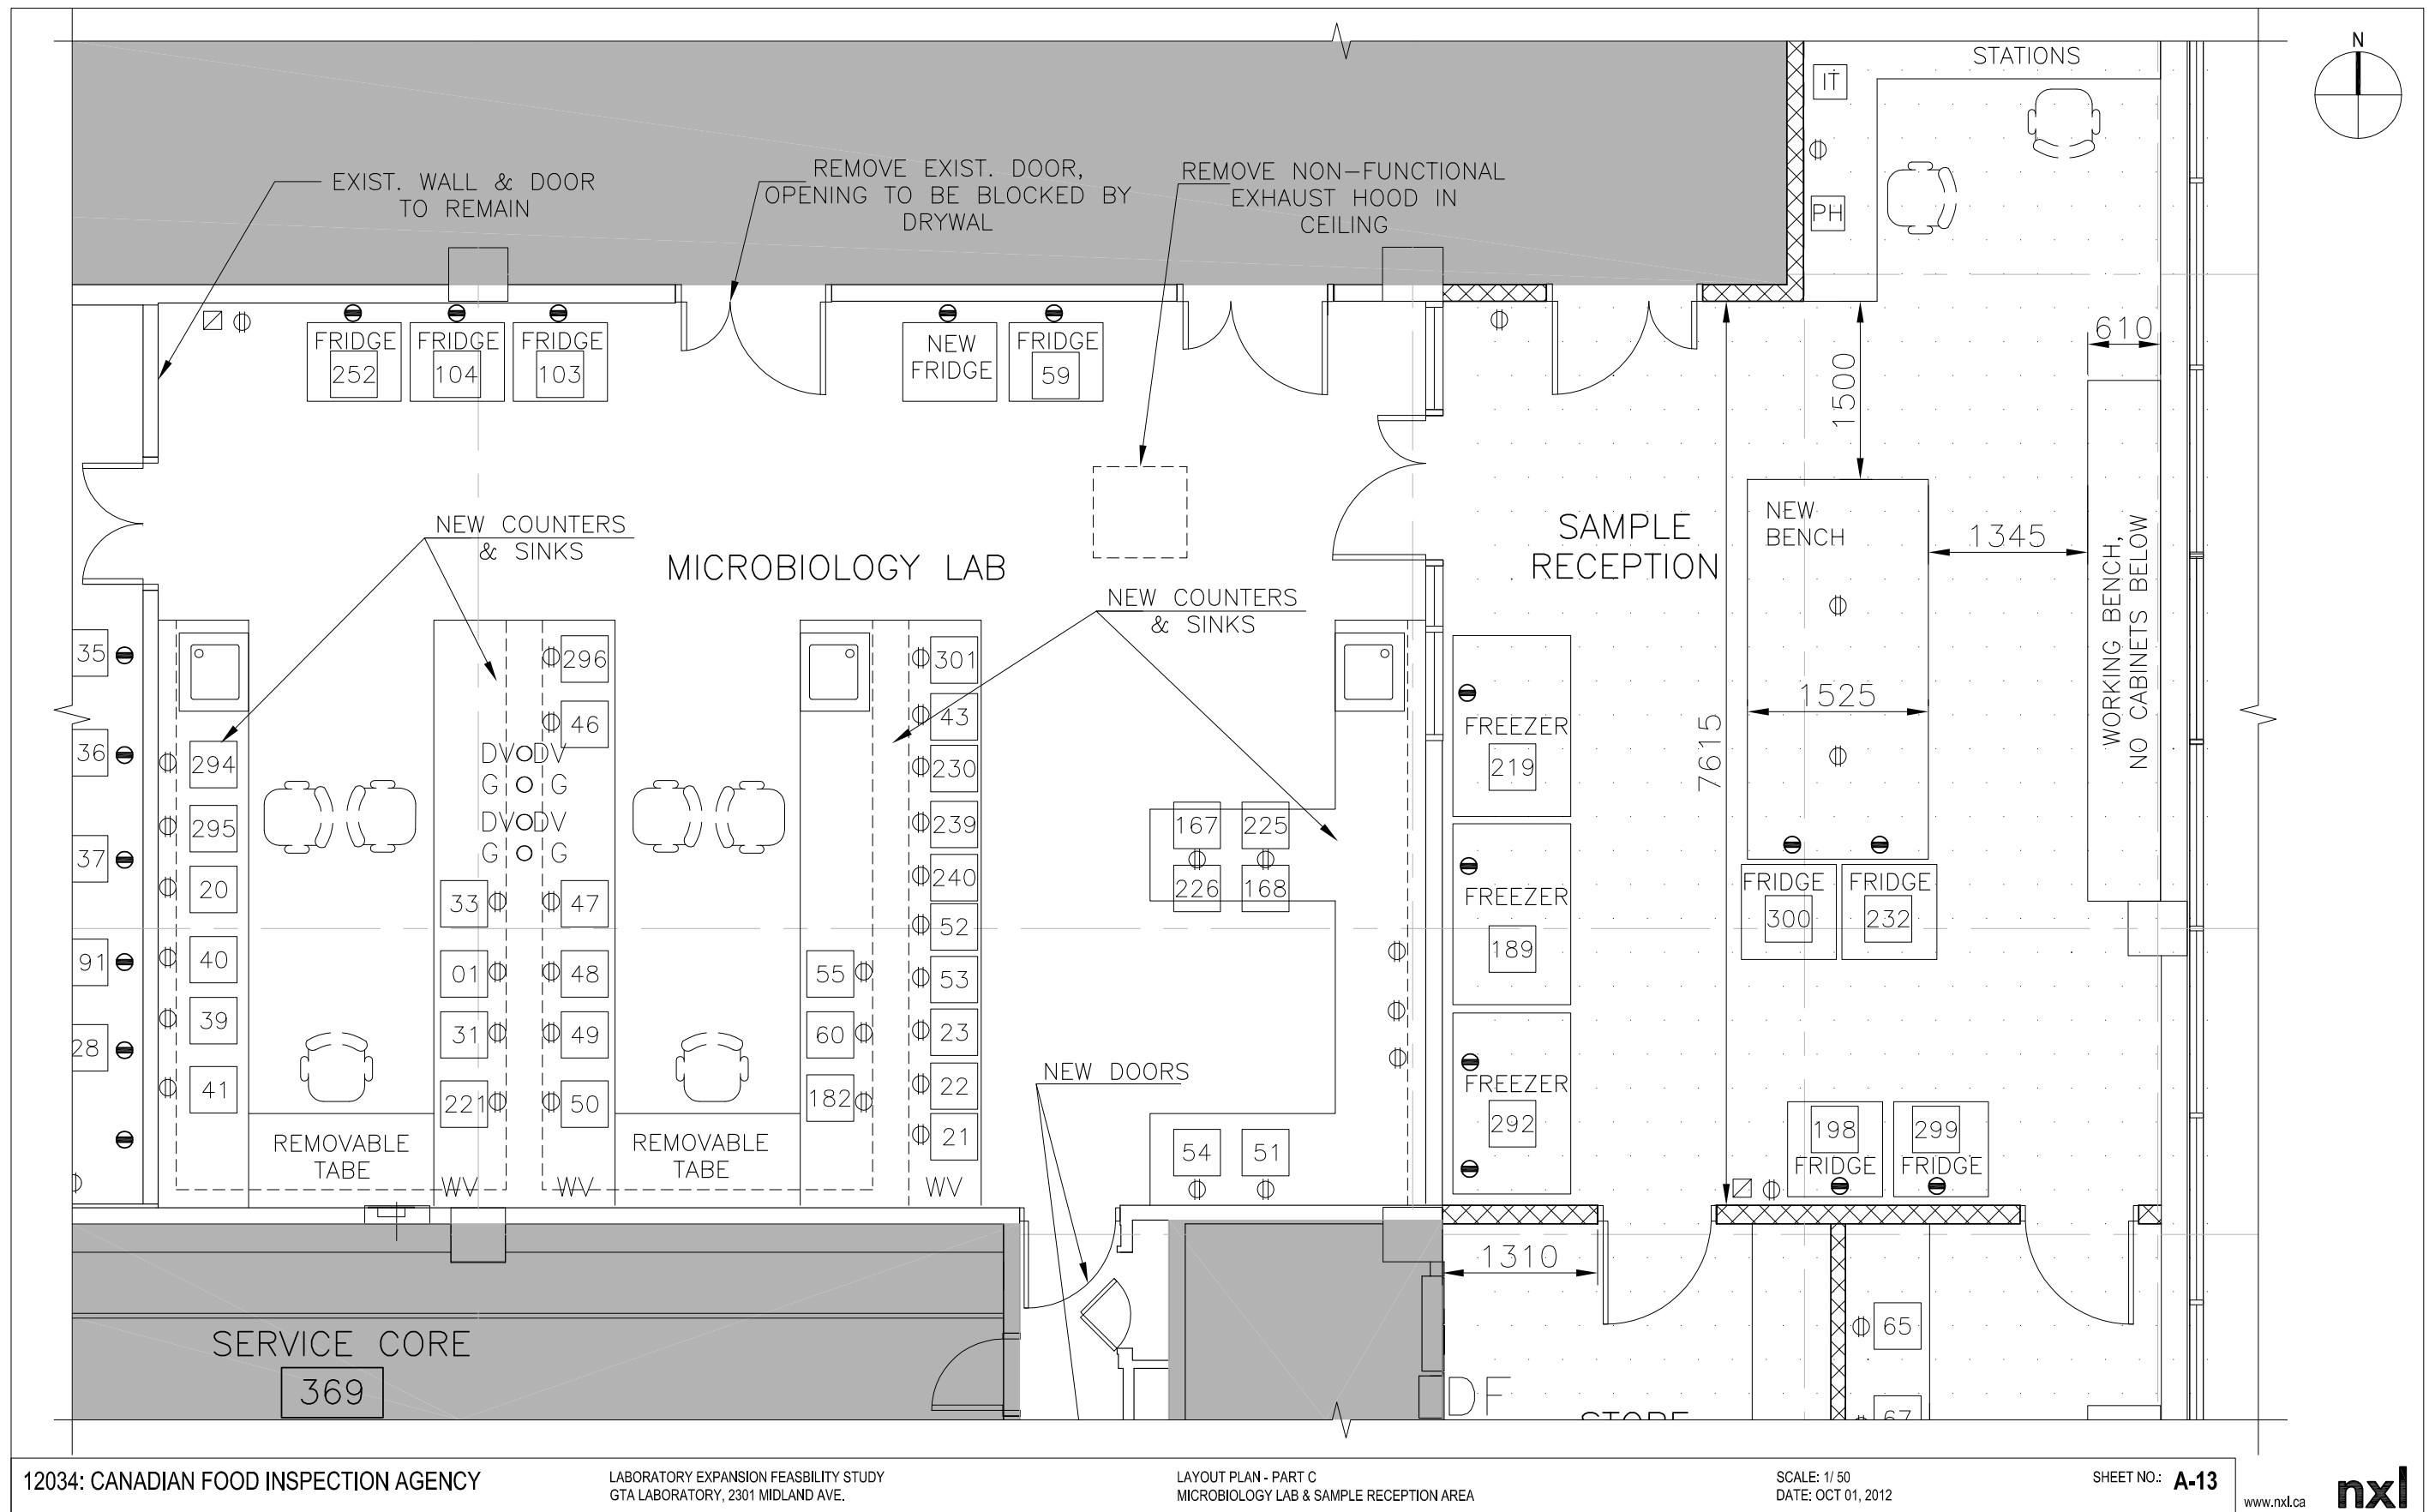 STATIONS
N
IT
PH
EXIST. WALL & DOOR
TO REMAIN
REMOVE EXIST. DOOR,
OPENING TO BE BLOCKED BY
DRYWAL
REMOVE NON-FUNCTIONAL
EXHAUST HOOD IN
CEILING
FRIDGE
252
FRIDGE
104
FRIDGE
103
NEW
FRIDGE
FRIDGE
59
610
1500
NEW COUNTERS
& SINKS
MICROBIOLOGY LAB
NEW COUNTERS
& SINKS
SAMPLE
RECEPTION
NEW
BENCH
1345
WORKING BENCH,
NO CABINETS BELOW
1525
7615
35
36
37
91
28
294
295
20
40
39
41
296
46
DV DV
G G
DV DV
G G
33
01
31
221
47
48
49
50
55
60
182
301
43
230
239
240
52
53
23
22
21
167
225
226
168
54
51
FREEZER
219
FREEZER
189
FREEZER
292
FRIDGE
300
FRIDGE
232
198
FRIDGE
299
FRIDGE
NEW DOORS
REMOVABLE
TABE
REMOVABLE
TABE
WV
WV
WV
1310
SERVICE CORE
369
DF
STORE
65
67
12034: CANADIAN FOOD INSPECTION AGENCY
LABORATORY EXPANSION FEASBILITY STUDY
GTA LABORATORY, 2301 MIDLAND AVE.
LAYOUT PLAN - PART C
MICROBIOLOGY LAB & SAMPLE RECEPTION AREA
SCALE: 1/ 50
DATE: OCT 01, 2012
SHEET NO.: A-13
www.nxl.ca
nxl